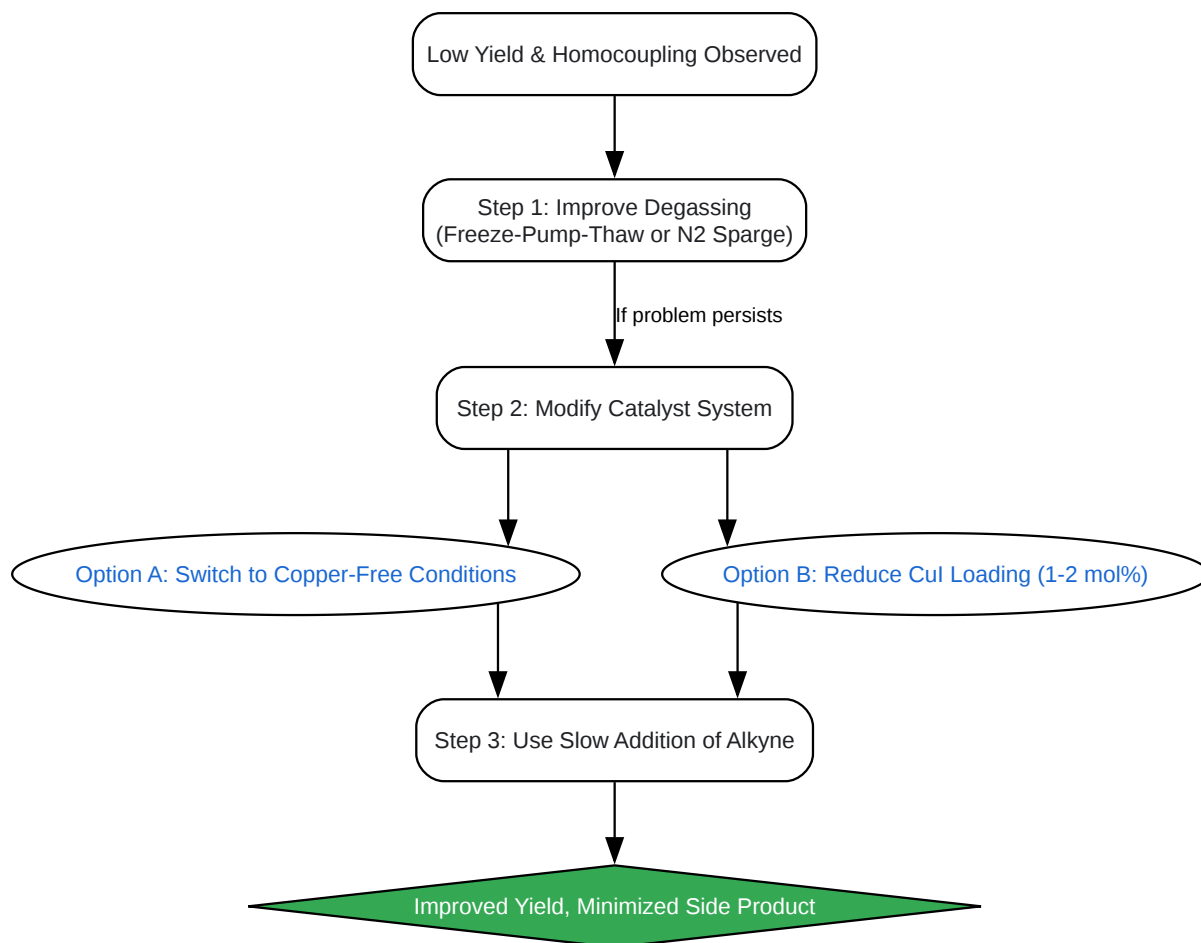 Low Yield & Homocoupling Observed
Step 1: Improve Degassing
(Freeze-Pump-Thaw or N2 Sparge)
If problem persists
Step 2: Modify Catalyst System
Option A: Switch to Copper-Free Conditions
Option B: Reduce CuI Loading (1-2 mol%)
Step 3: Use Slow Addition of Alkyne
Improved Yield, Minimized Side Product